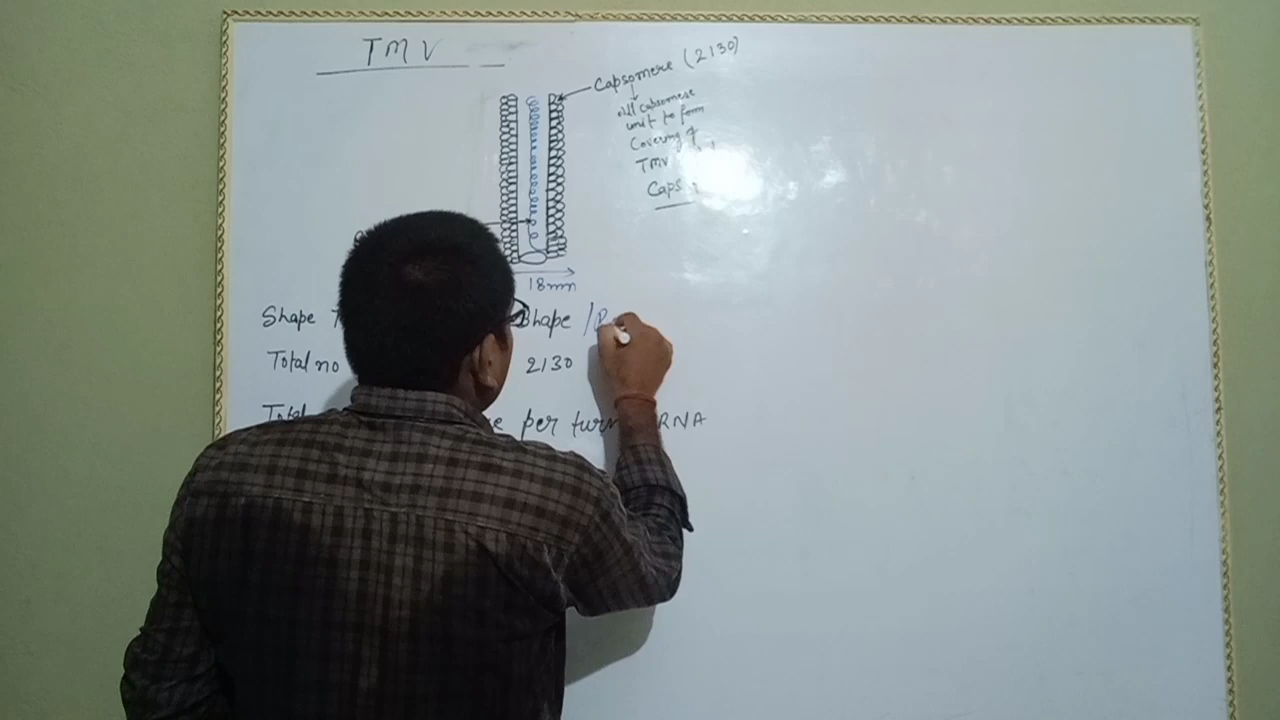 TMV
Capsomere (2130)
All capsomere
unit to form
Covering of
TMV
Caps
18mm
Shape Shape /R
Total no 2130
Total per turn RNA